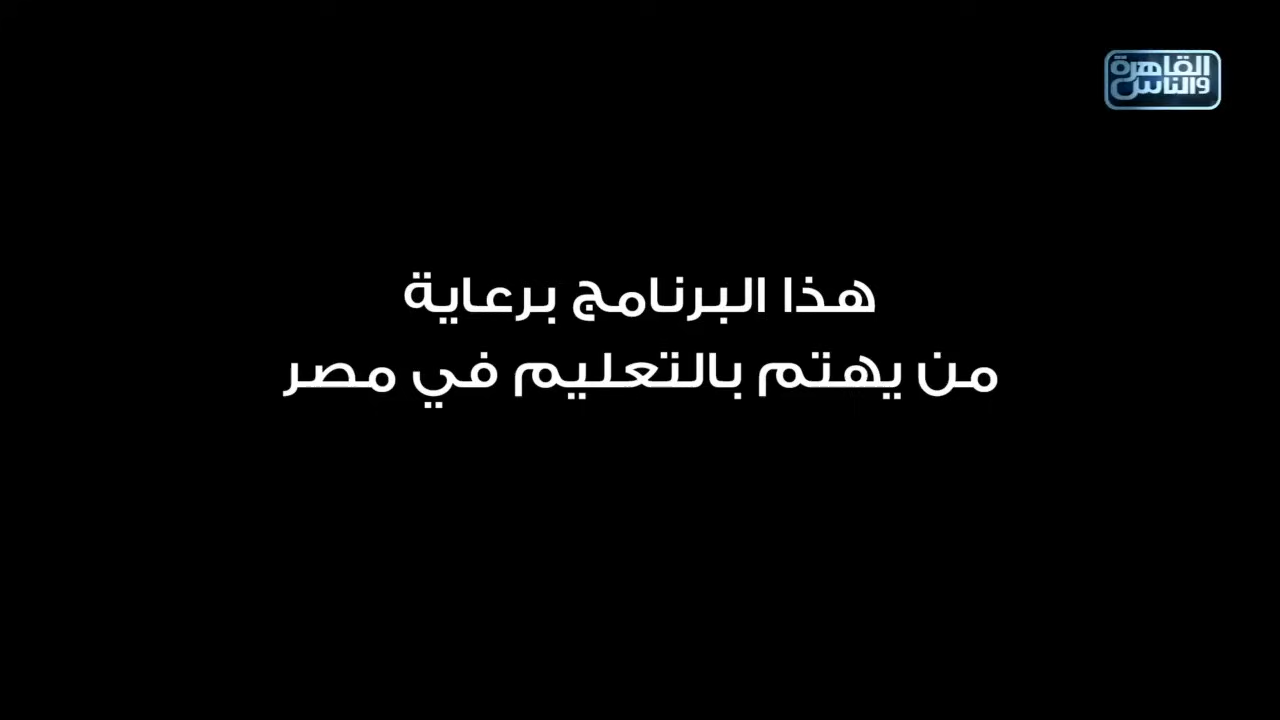 القاهرة
والناس
هذا البرنامج برعاية
من يهتم بالتعليم في مصر